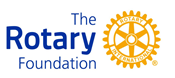 The
Rotary
Foundation
ROTARY
INTERNATIONAL